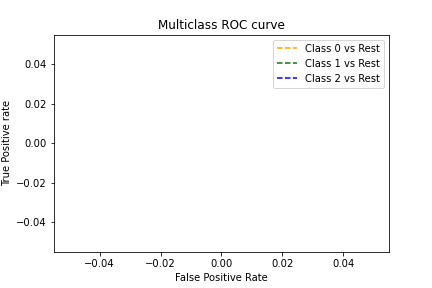 Multiclass ROC curve
Class 0 vs Rest
Class 1 vs Rest
Class 2 vs Rest
True Positive rate
0.04
0.02
0.00
−0.02
−0.04
−0.04 −0.02 0.00 0.02 0.04
False Positive Rate